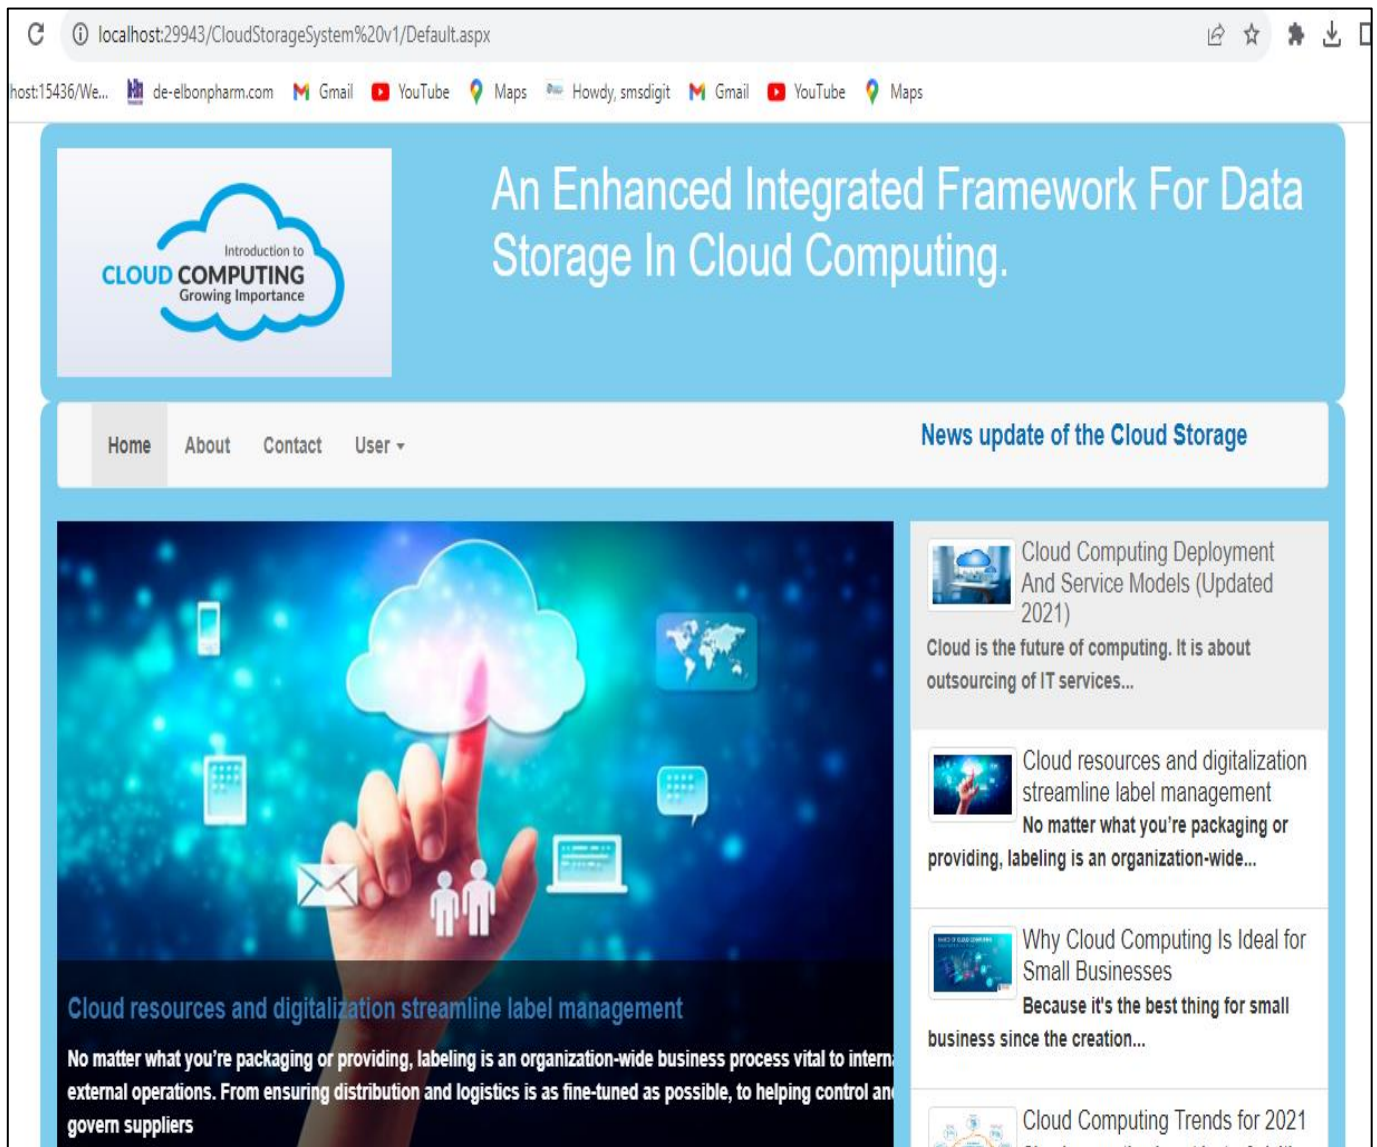 localhost:29943/CloudStorageSystem%20v1/Default.aspx
host:15436/We... de-elbonpharm.com Gmail YouTube Maps Howdy, smsdigit Gmail YouTube Maps
Introduction to
CLOUD COMPUTING
Growing Importance
An Enhanced Integrated Framework For Data
Storage In Cloud Computing.
Home About Contact User
News update of the Cloud Storage
Cloud resources and digitalization streamline label management
No matter what you're packaging or providing, labeling is an organization-wide business process vital to interna
external operations. From ensuring distribution and logistics is as fine-tuned as possible, to helping control and
govern suppliers
Cloud Computing Deployment
And Service Models (Updated
2021)
Cloud is the future of computing. It is about
outsourcing of IT services...
Cloud resources and digitalization
streamline label management
No matter what you're packaging or
providing, labeling is an organization-wide...
Why Cloud Computing Is Ideal for
Small Businesses
Because it's the best thing for small
business since the creation...
Cloud Computing Trends for 2021